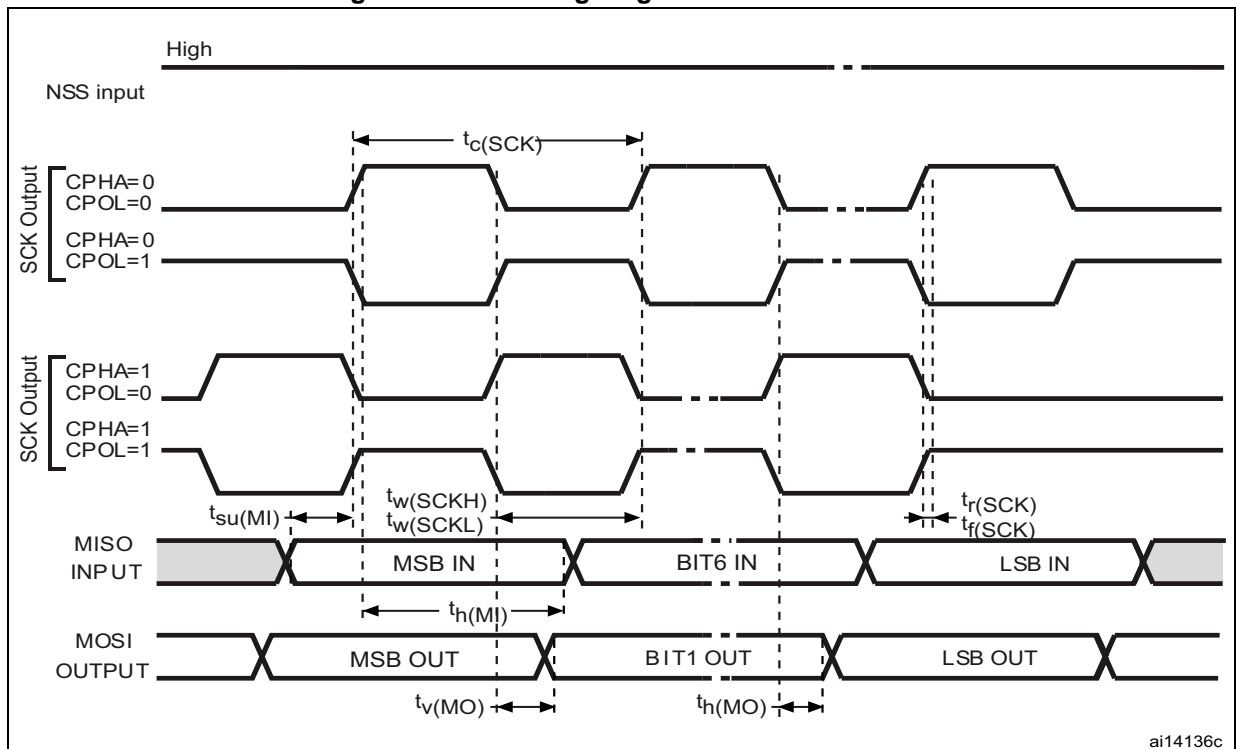 High
NSS input
tc(SCK)
SCK Output
CPHA=0
CPOL=0
CPHA=0
CPOL=1
SCK Output
CPHA=1
CPOL=0
CPHA=1
CPOL=1
tsu(MI)
tw(SCKH)
tw(SCKL)
tr(SCK)
tf(SCK)
MISO
INPUT
MSB IN
BIT6 IN
LSB IN
th(MI)
MOSI
OUTPUT
MSB OUT
BIT1 OUT
LSB OUT
tv(MO)
th(MO)
ai14136c